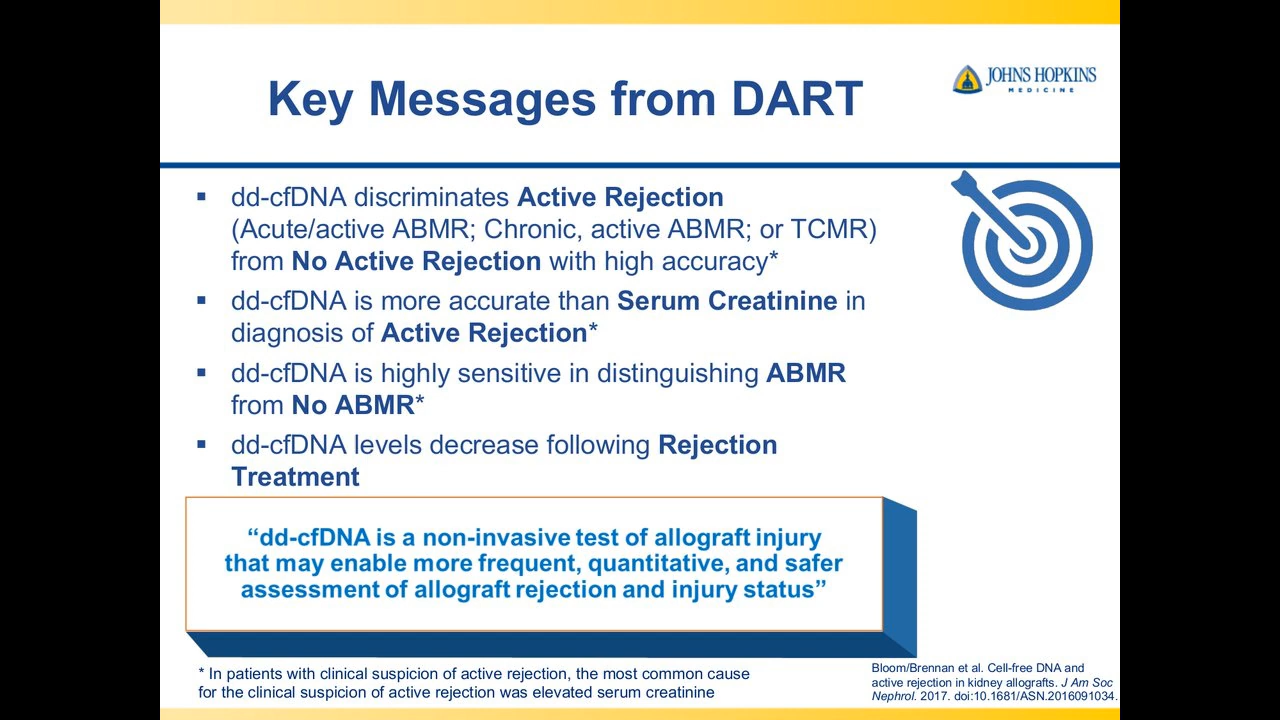 Key Messages from DART
JOHNS HOPKINS
MEDICINE
▪ dd-cfDNA discriminates Active Rejection
(Acute/active ABMR; Chronic, active ABMR; or TCMR)
from No Active Rejection with high accuracy*
▪ dd-cfDNA is more accurate than Serum Creatinine in
diagnosis of Active Rejection*
▪ dd-cfDNA is highly sensitive in distinguishing ABMR
from No ABMR*
▪ dd-cfDNA levels decrease following Rejection
Treatment
“dd-cfDNA is a non-invasive test of allograft injury
that may enable more frequent, quantitative, and safer
assessment of allograft rejection and injury status”
* In patients with clinical suspicion of active rejection, the most common cause
for the clinical suspicion of active rejection was elevated serum creatinine
Bloom/Brennan et al. Cell-free DNA and
active rejection in kidney allografts. J Am Soc
Nephrol. 2017. doi:10.1681/ASN.2016091034.